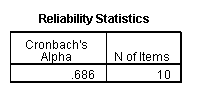 Reliability Statistics
Cronbach's
Alpha
N of Items
.686
10